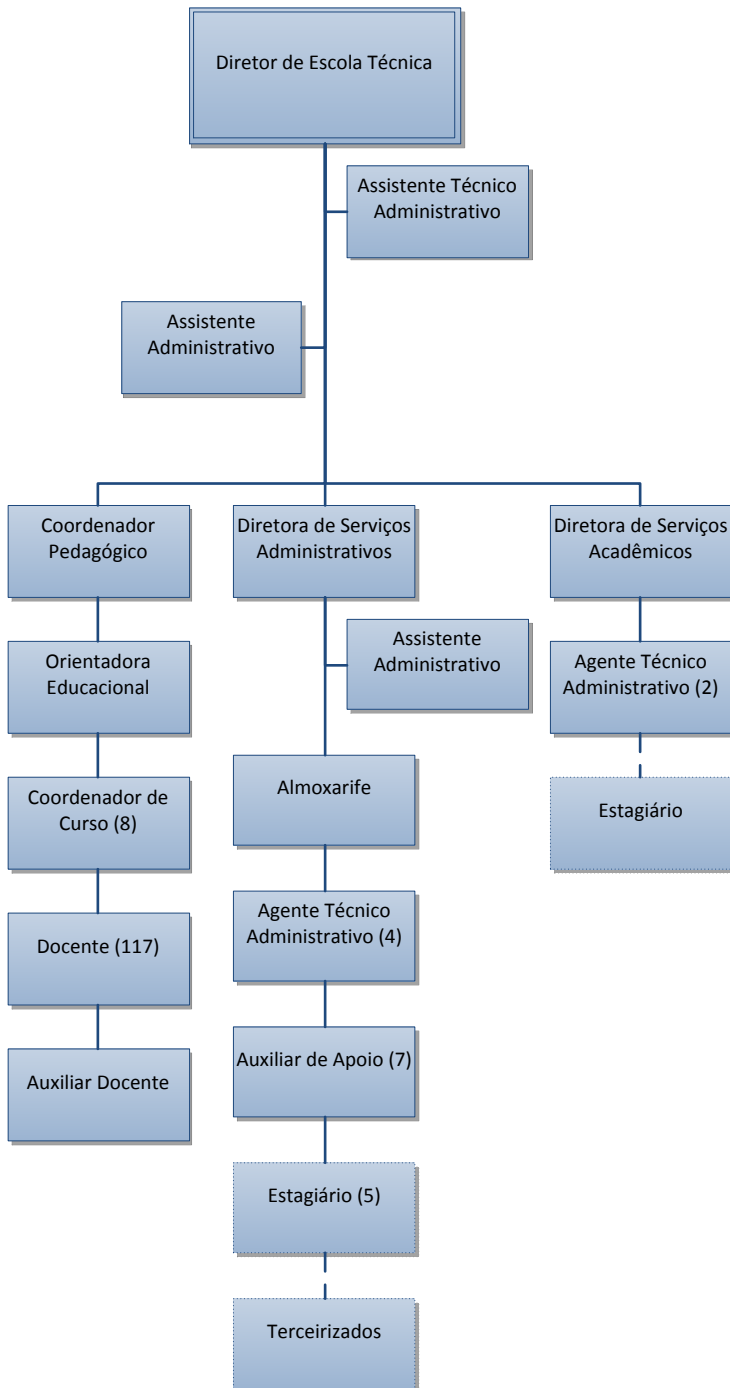 Diretor de Escola Técnica
Assistente Técnico
Administrativo
Assistente
Administrativo
Coordenador
Pedagógico
Diretora de Serviços
Administrativos
Diretora de Serviços
Acadêmicos
Orientadora
Educacional
Assistente
Administrativo
Agente Técnico
Administrativo (2)
Coordenador de
Curso (8)
Almoxarife
Estagiário
Docente (117)
Agente Técnico
Administrativo (4)
Auxiliar Docente
Auxiliar de Apoio (7)
Estagiário (5)
Terceirizados